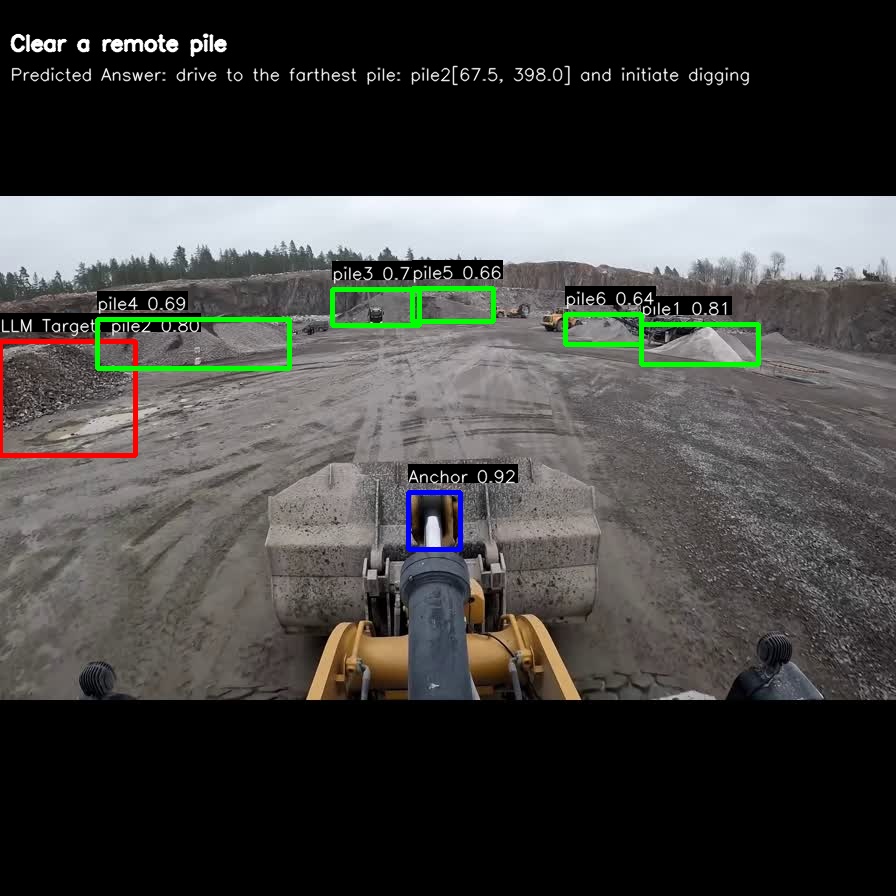 Clear a remote pile
Predicted Answer: drive to the farthest pile: pile2[67.5, 398.0] and initiate digging
pile3 0.7
pile5 0.66
pile4 0.69
pile6 0.64
pile1 0.81
LLM Target
pile2 0.80
Anchor 0.92